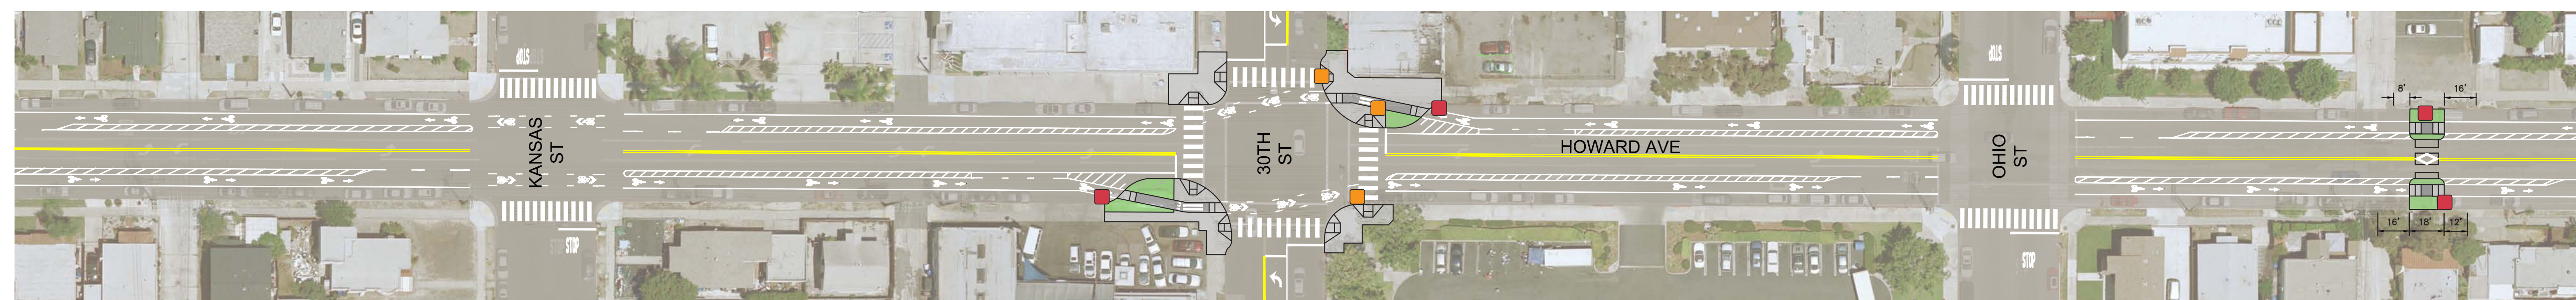 STOP
KANSAS
ST
STOP
30TH
ST
HOWARD AVE
STOP
OHIO
ST
STOP
8'
16'
16'
18'
12'